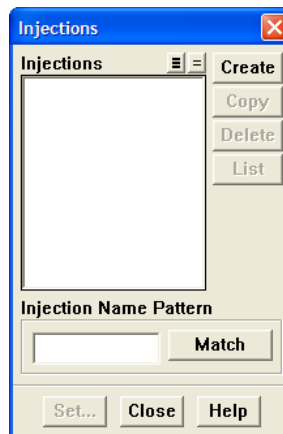 Injections
Injections
Create
Copy
Delete
List
Injection Name Pattern
Match
Set...
Close
Help